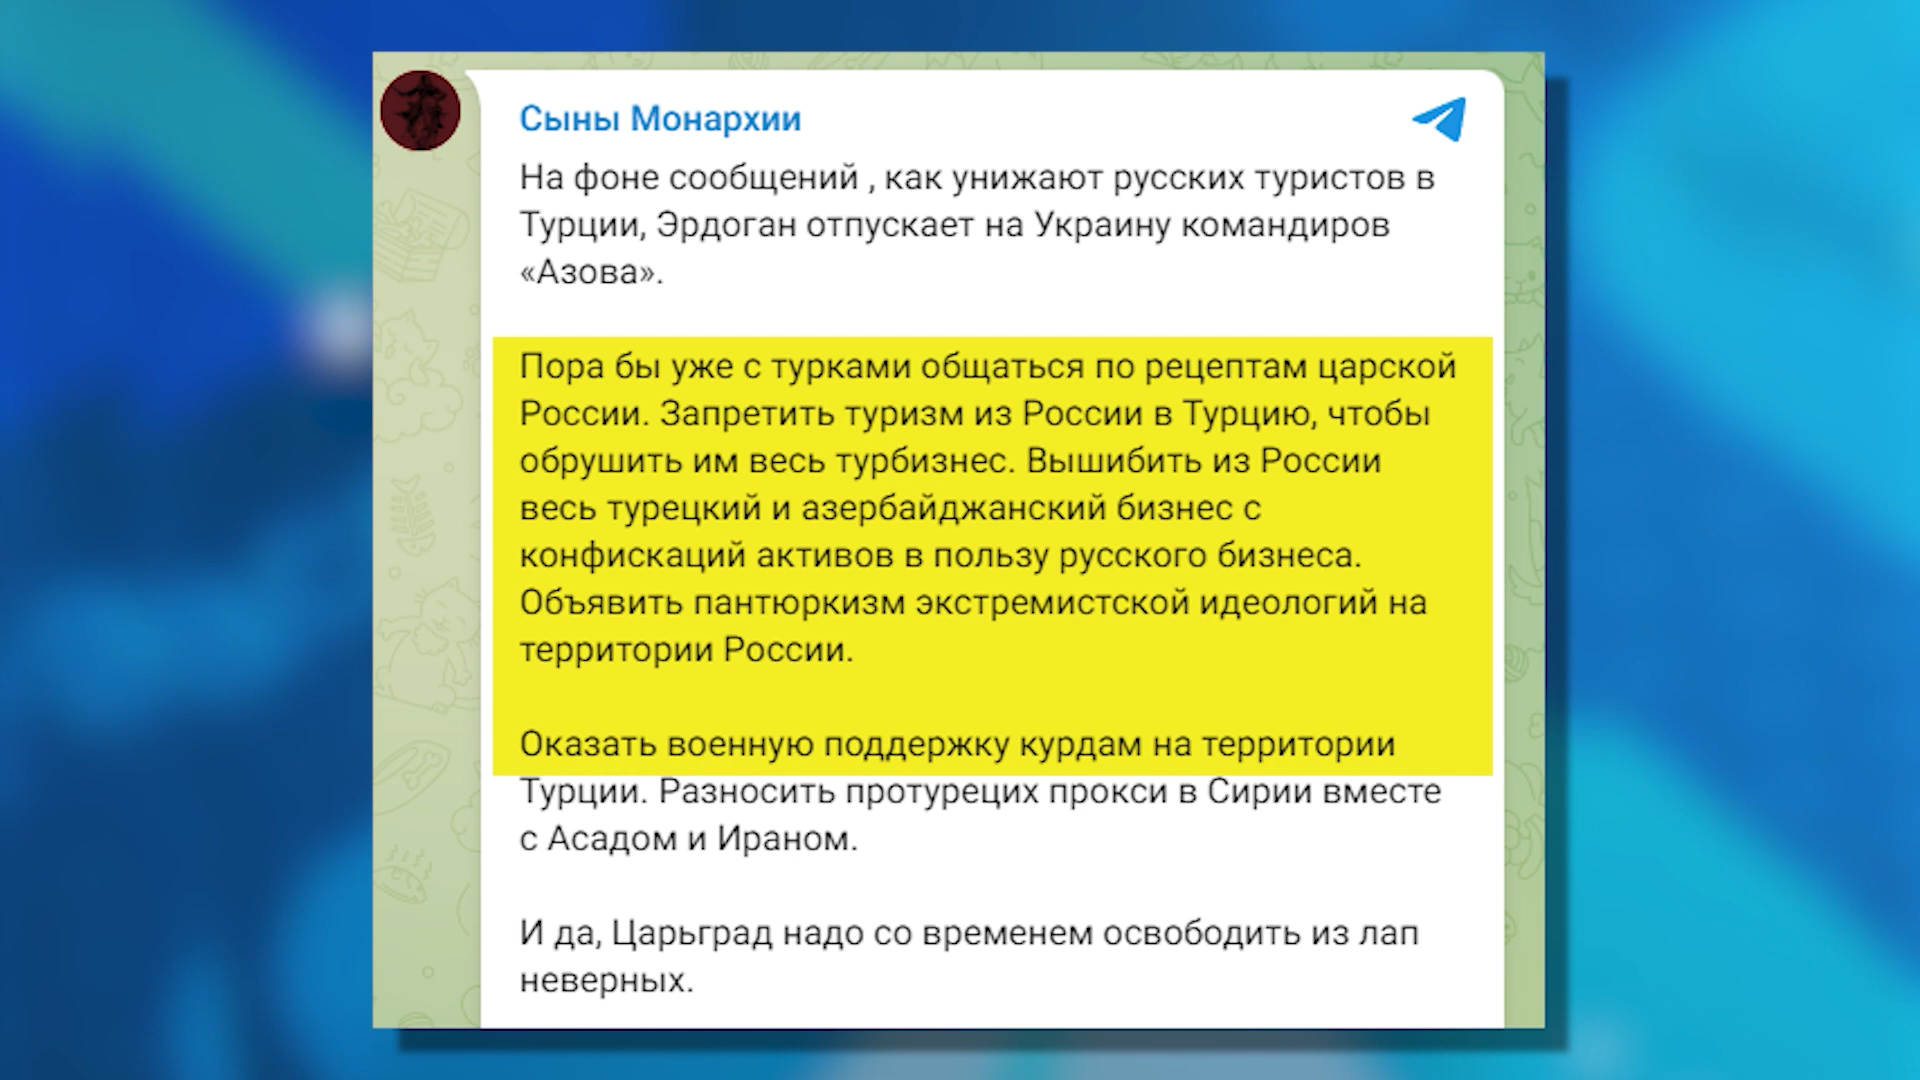 Сыны Монархии
На фоне сообщений , как унижают русских туристов в
Турции, Эрдоган отпускает на Украину командиров
«Азова».
Пора бы уже с турками общаться по рецептам царской
России. Запретить туризм из России в Турцию, чтобы
обрушить им весь турбизнес. Вышибить из России
весь турецкий и азербайджанский бизнес с
конфискаций активов в пользу русского бизнеса.
Объявить пантюркизм экстремистской идеологий на
территории России.
Оказать военную поддержку курдам на территории
Турции. Разносить протурецих прокси в Сирии вместе
с Асадом и Ираном.
И да, Царьград надо со временем освободить из лап
неверных.